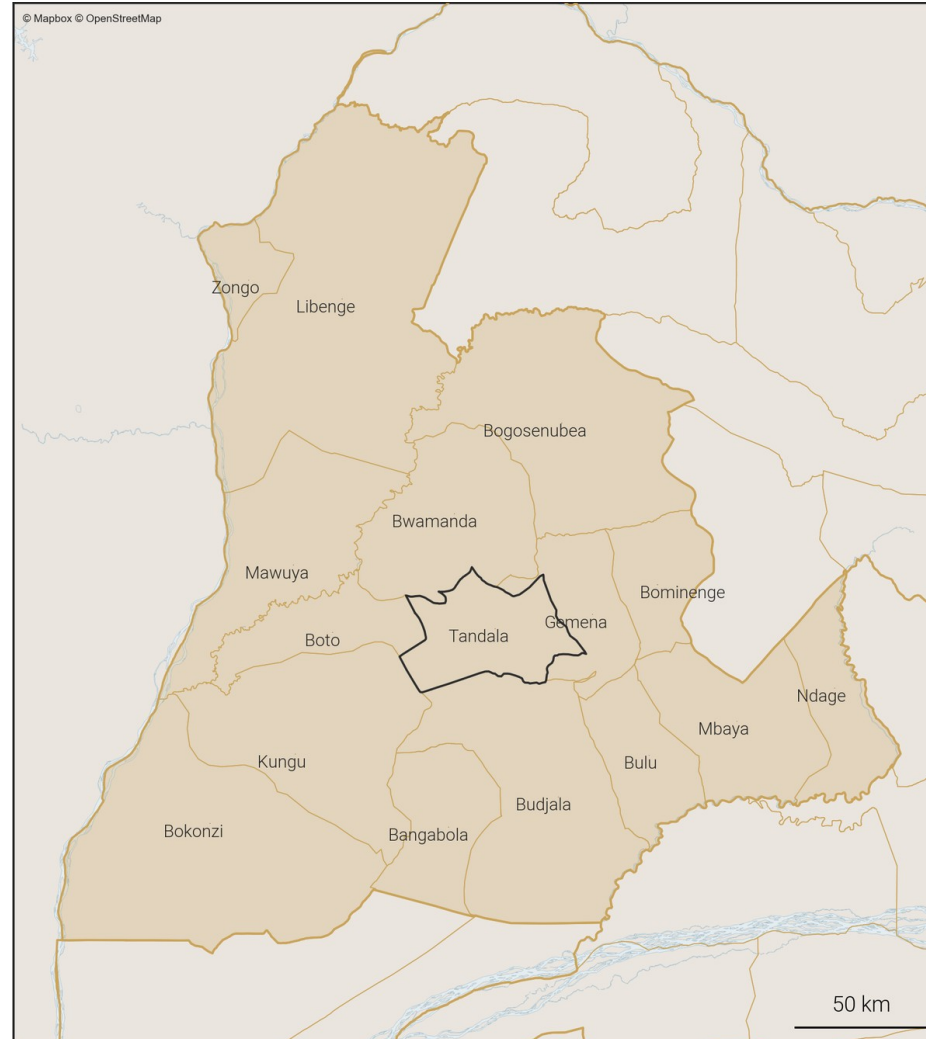 © Mapbox © OpenStreetMap
Zongo
Libenge
Bogosenubea
Bwamanda
Mawuya
Bominenge
Gemena
Boto
Tandala
Ndage
Mbaya
Kungu
Bulu
Budjala
Bokonzi
Bangabola
50 km